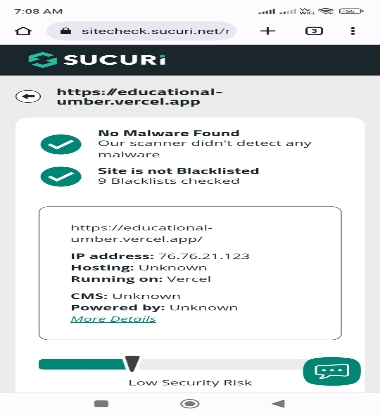 7:08 AM
sitecheck.sucuri.net/r
3
SUCURi
https://educational-
umber.vercel.app
No Malware Found
Our scanner didn't detect any
malware
Site is not Blacklisted
9 Blacklists checked
https://educational-
umber.vercel.app/
IP address: 76.76.21.123
Hosting: Unknown
Running on: Vercel
CMS: Unknown
Powered by: Unknown
More Details
Low Security Risk